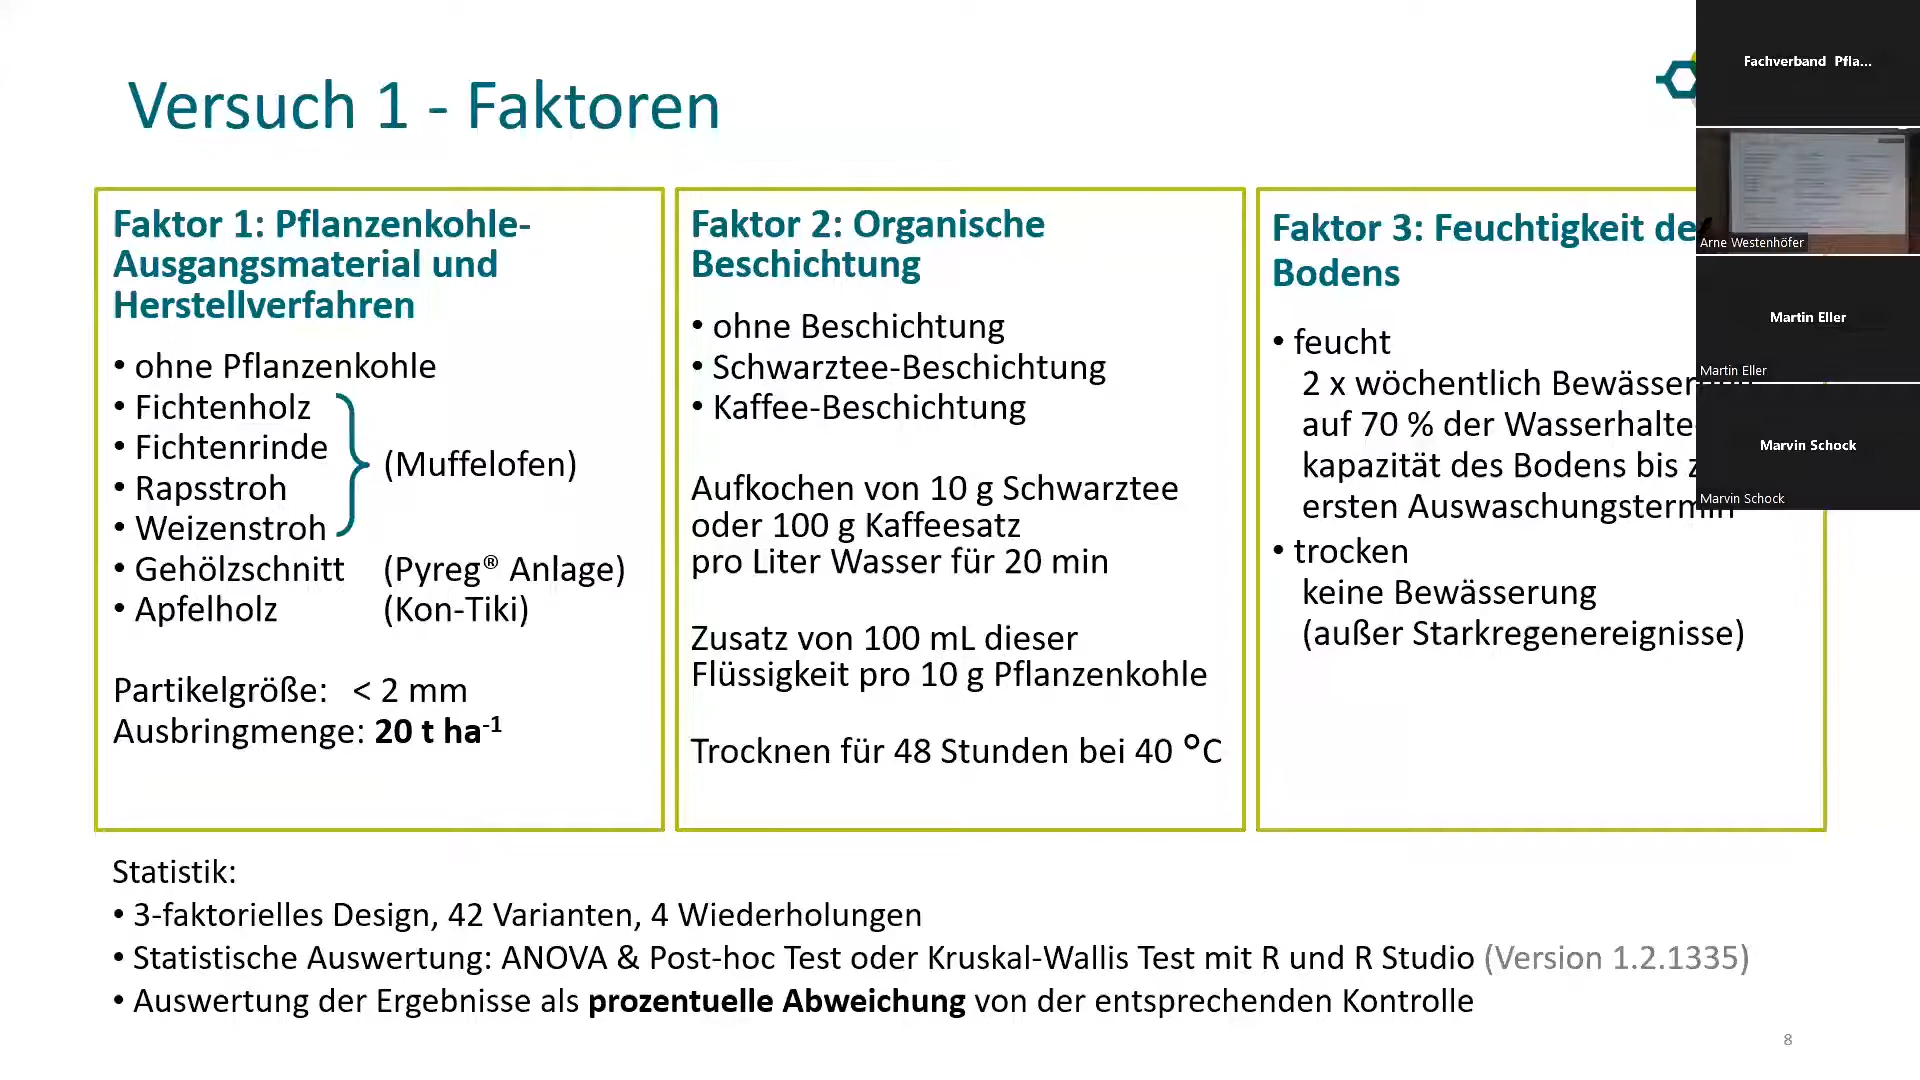 Versuch 1 - Faktoren
Faktor 1: Pflanzenkohle-
Ausgangsmaterial und
Herstellverfahren
• ohne Pflanzenkohle
• Fichtenholz
• Fichtenrinde
(Muffelofen)
• Rapsstroh
• Weizenstroh
• Gehölzschnitt (Pyreg® Anlage)
• Apfelholz (Kon-Tiki)
Partikelgröße: < 2 mm
Ausbringmenge: 20 t ha-1
Faktor 2: Organische
Beschichtung
• ohne Beschichtung
• Schwarztee-Beschichtung
• Kaffee-Beschichtung
Aufkochen von 10 g Schwarztee
oder 100 g Kaffeesatz
pro Liter Wasser für 20 min
Zusatz von 100 mL dieser
Flüssigkeit pro 10 g Pflanzenkohle
Trocknen für 48 Stunden bei 40 °C
Faktor 3: Feuchtigkeit
Bodens
• feucht
2 x wöchentlich Bewässerung
auf 70 % der Wasserhalte-
kapazität des Bodens bis
ersten Auswaschungstermin
• trocken
keine Bewässerung
(außer Starkregenereignisse)
Statistik:
• 3-faktorielles Design, 42 Varianten, 4 Wiederholungen
• Statistische Auswertung: ANOVA & Post-hoc Test oder Kruskal-Wallis Test mit R und R Studio (Version 1.2.1335)
• Auswertung der Ergebnisse als prozentuelle Abweichung von der entsprechenden Kontrolle
8
Fachverband Pfla...
Arne Westenhöfer
Martin Eller
Martin Eller
Marvin Schock
Marvin Schock